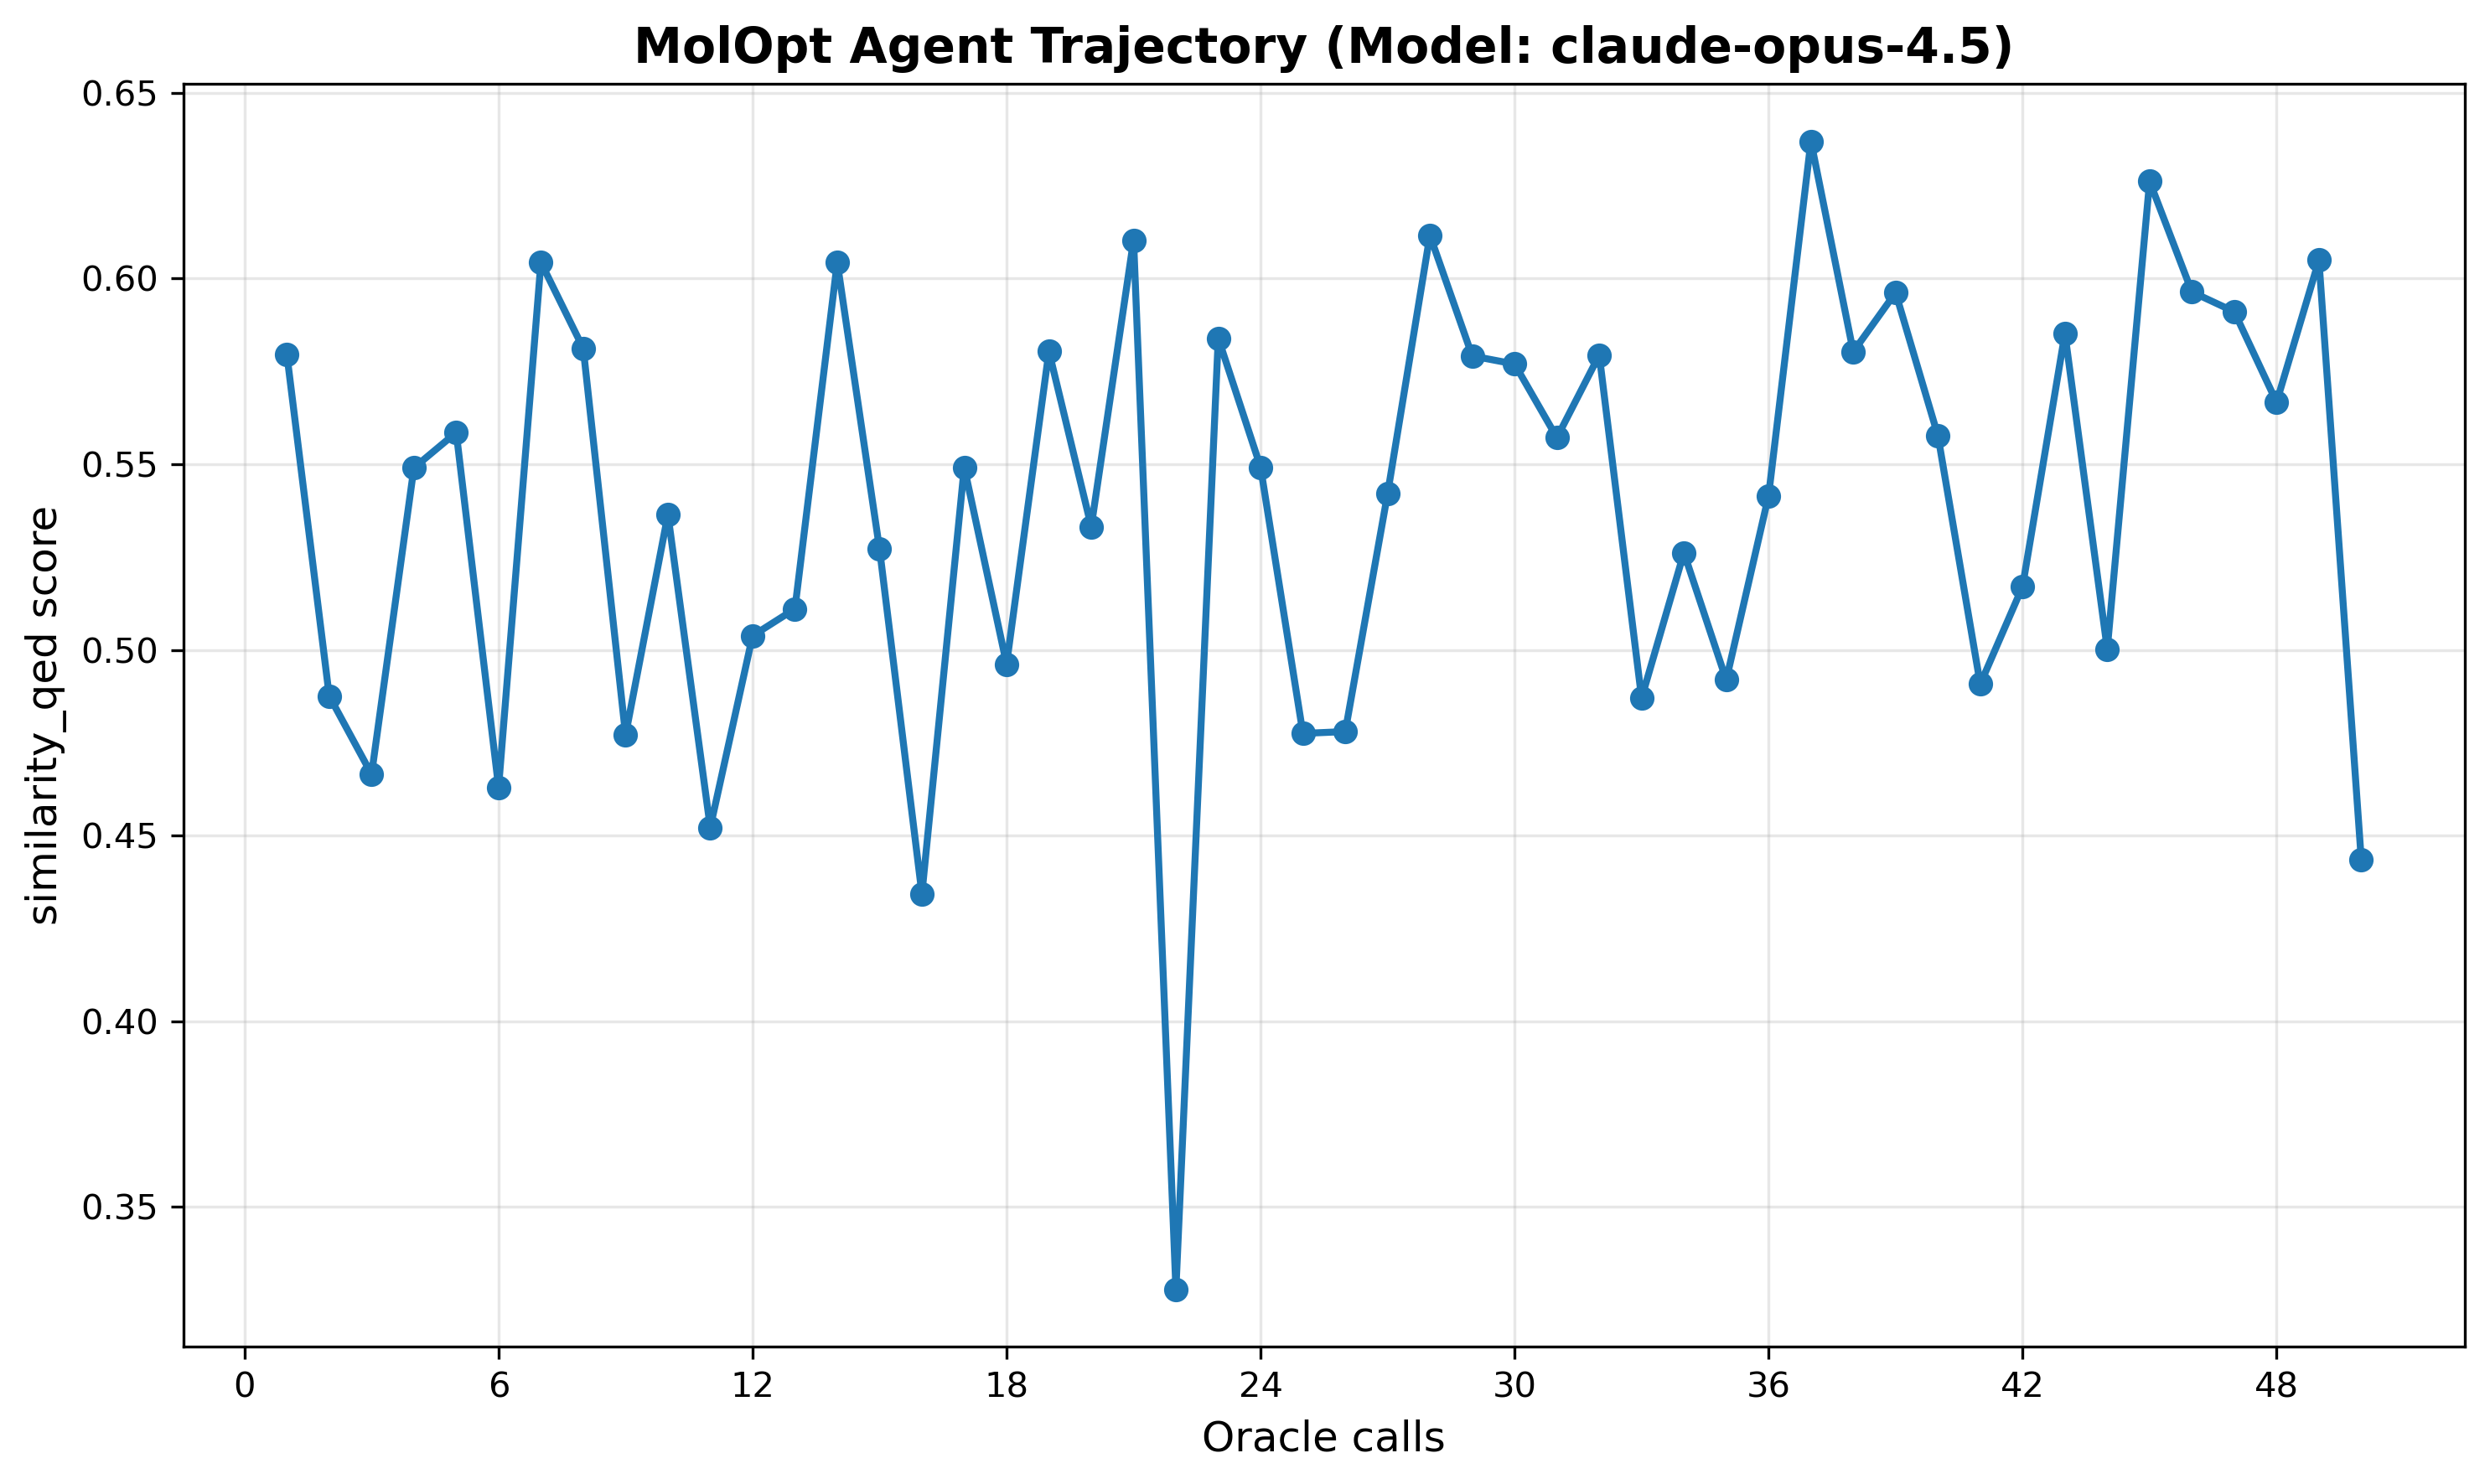 MolOpt Agent Trajectory (Model: claude-opus-4.5)
similarity_qed score
0.65
0.60
0.55
0.50
0.45
0.40
0.35
0 6 12 18 24 30 36 42 48
Oracle calls